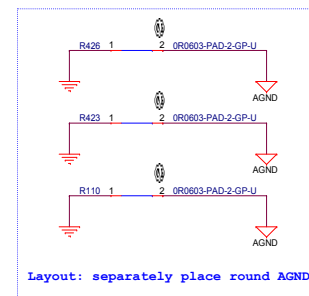 R426 1 2 0R0603-PAD-2-GP-U
AGND
R423 1 2 0R0603-PAD-2-GP-U
AGND
R110 1 2 0R0603-PAD-2-GP-U
AGND
Layout: separately place round AGND